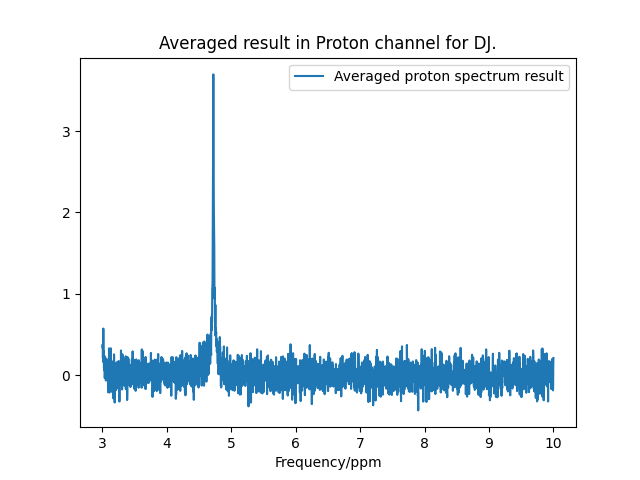 Averaged result in Proton channel for DJ.
Averaged proton spectrum result
3
2
1
0
3 4 5 6 7 8 9 10
Frequency/ppm